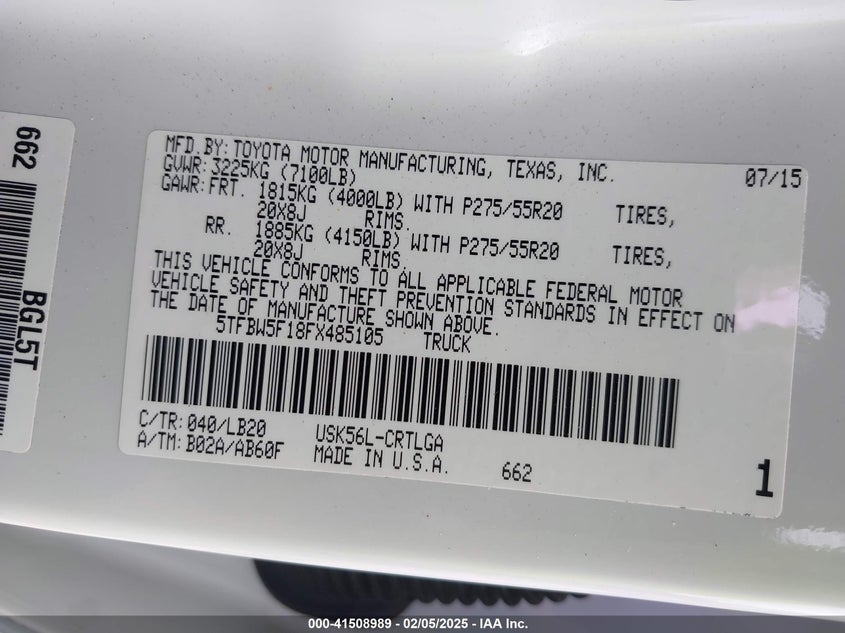 MFD. BY: TOYOTA MOTOR MANUFACTURING, TEXAS, INC. 07/15
GVWR: 3225KG (7100LB)
GAWR: FRT. 1815KG (4000LB) WITH P275/55R20 TIRES,
20X8J RIMS.
RR. 1885KG (4150LB) WITH P275/55R20 TIRES,
20X8J RIMS.
THIS VEHICLE CONFORMS TO ALL APPLICABLE FEDERAL MOTOR
VEHICLE SAFETY AND THEFT PREVENTION STANDARDS IN EFFECT ON
THE DATE OF MANUFACTURE SHOWN ABOVE.
5TFBW5F18FX485105 TRUCK
C/TR: 040/LB20 USK56L-CRTLGA
A/TM: B02A/AB60F MADE IN U.S.A. 662
1
662
BGL5T
000-41508989 - 02/05/2025 - IAA Inc.